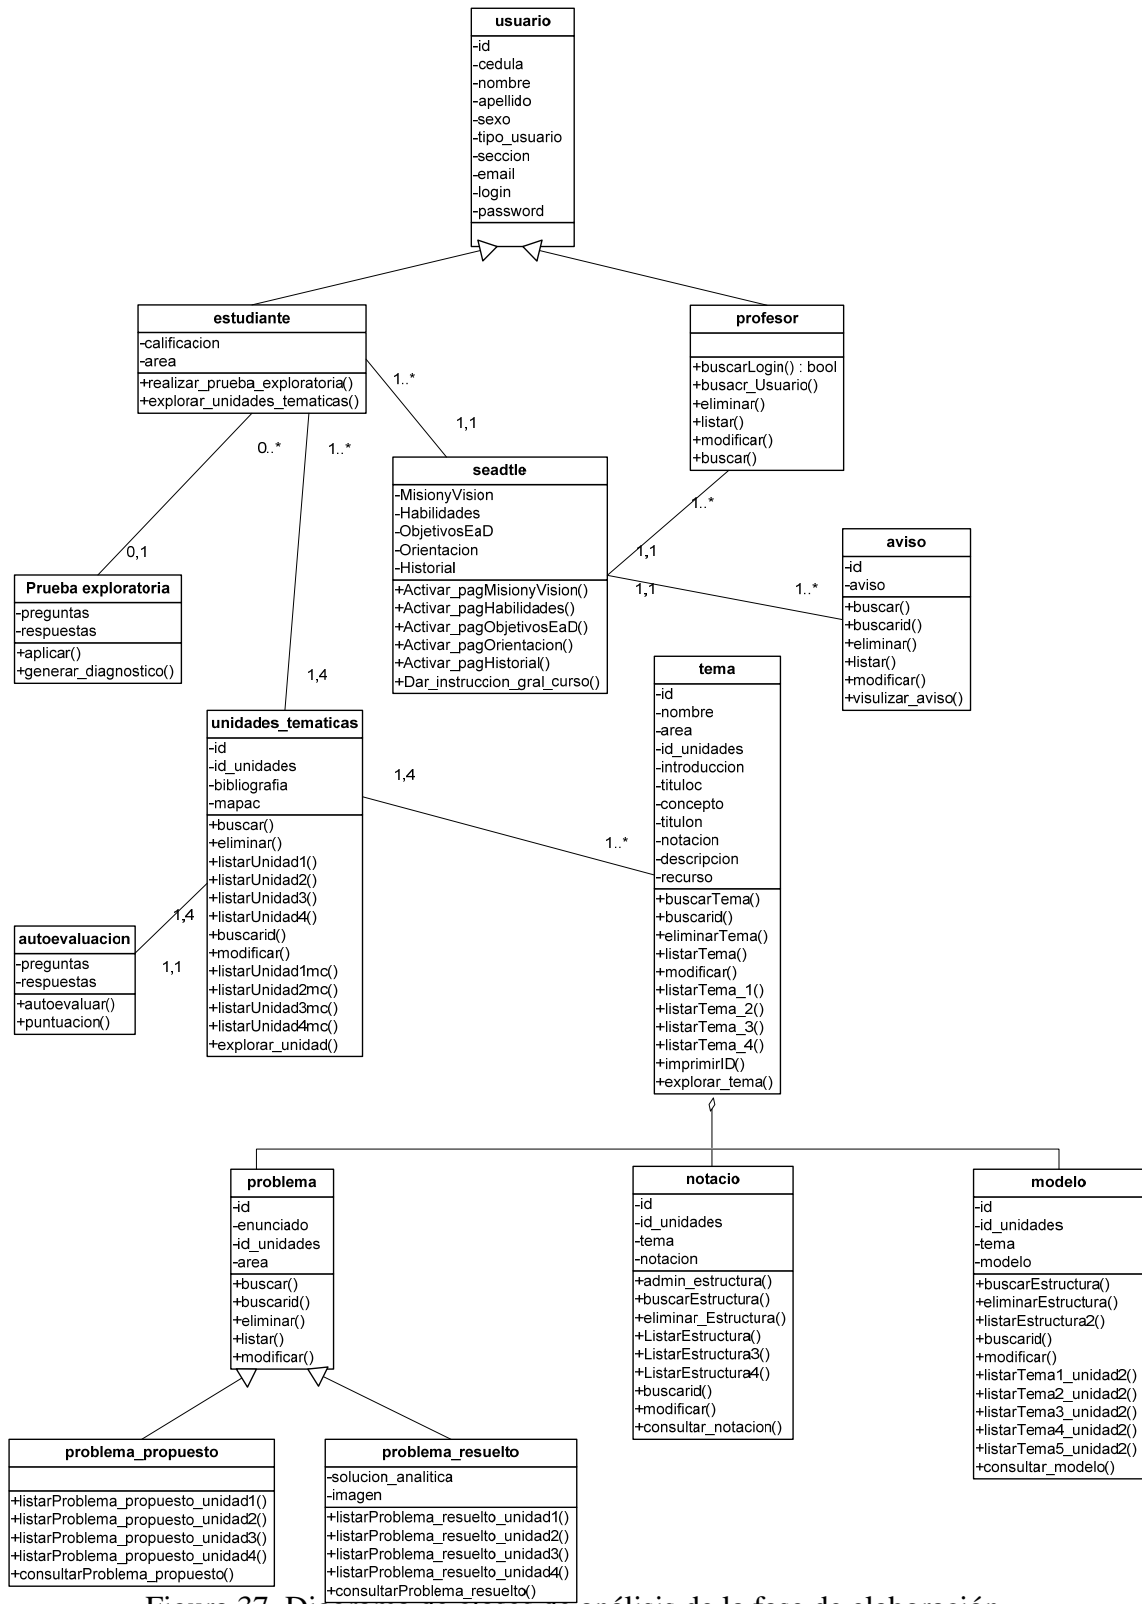 usuario
-id
-cedula
-nombre
-apellido
-sexo
-tipo_usuario
-seccion
-email
-login
-password
estudiante
-calificacion
-area
+realizar_prueba_exploratoria()
+explorar_unidades_tematicas()
profesor
+buscarLogin() : bool
+busacr_Usuario()
+eliminar()
+listar()
+modificar()
+buscar()
1..*
1,1
0..*
1..*
seadtle
-MisionyVision
-Habilidades
-ObjetivosEaD
-Orientacion
-Historial
+Activar_pagMisionyVision()
+Activar_pagHabilidades()
+Activar_pagObjetivosEaD()
+Activar_pagOrientacion()
+Activar_pagHistorial()
+Dar_instruccion_gral_curso()
1..*
1,1
1,1
1..*
aviso
-id
-aviso
+buscar()
+buscarid()
+eliminar()
+listar()
+modificar()
+visulizar_aviso()
0,1
Prueba exploratoria
-preguntas
-respuestas
+aplicar()
+generar_diagnostico()
1,4
unidades_tematicas
-id
-id_unidades
-bibliografia
-mapac
+buscar()
+eliminar()
+listarUnidad1()
+listarUnidad2()
+listarUnidad3()
+listarUnidad4()
+buscarid()
+modificar()
+listarUnidad1mc()
+listarUnidad2mc()
+listarUnidad3mc()
+listarUnidad4mc()
+explorar_unidad()
1,4
1..*
tema
-id
-nombre
-area
-id_unidades
-introduccion
-tituloc
-concepto
-titulon
-notacion
-descripcion
-recurso
+buscarTema()
+buscarid()
+eliminarTema()
+listarTema()
+modificar()
+listarTema_1()
+listarTema_2()
+listarTema_3()
+listarTema_4()
+imprimirID()
+explorar_tema()
1,4
1,1
autoevaluacion
-preguntas
-respuestas
+autoevaluar()
+puntuacion()
problema
-id
-enunciado
-id_unidades
-area
+buscar()
+buscarid()
+eliminar()
+listar()
+modificar()
notacio
-id
-id_unidades
-tema
-notacion
+admin_estructura()
+buscarEstructura()
+eliminar_Estructura()
+ListarEstructura()
+ListarEstructura3()
+ListarEstructura4()
+buscarid()
+modificar()
+consultar_notacion()
modelo
-id
-id_unidades
-tema
-modelo
+buscarEstructura()
+eliminarEstructura()
+listarEstructura2()
+buscarid()
+modificar()
+listarTema1_unidad2()
+listarTema2_unidad2()
+listarTema3_unidad2()
+listarTema4_unidad2()
+listarTema5_unidad2()
+consultar_modelo()
problema_propuesto
+listarProblema_propuesto_unidad1()
+listarProblema_propuesto_unidad2()
+listarProblema_propuesto_unidad3()
+listarProblema_propuesto_unidad4()
+consultarProblema_propuesto()
problema_resuelto
-solucion_analitica
-imagen
+listarProblema_resuelto_unidad1()
+listarProblema_resuelto_unidad2()
+listarProblema_resuelto_unidad3()
+listarProblema_resuelto_unidad4()
+consultarProblema_resuelto()
Figura 37. análisis de la fase de elaboración